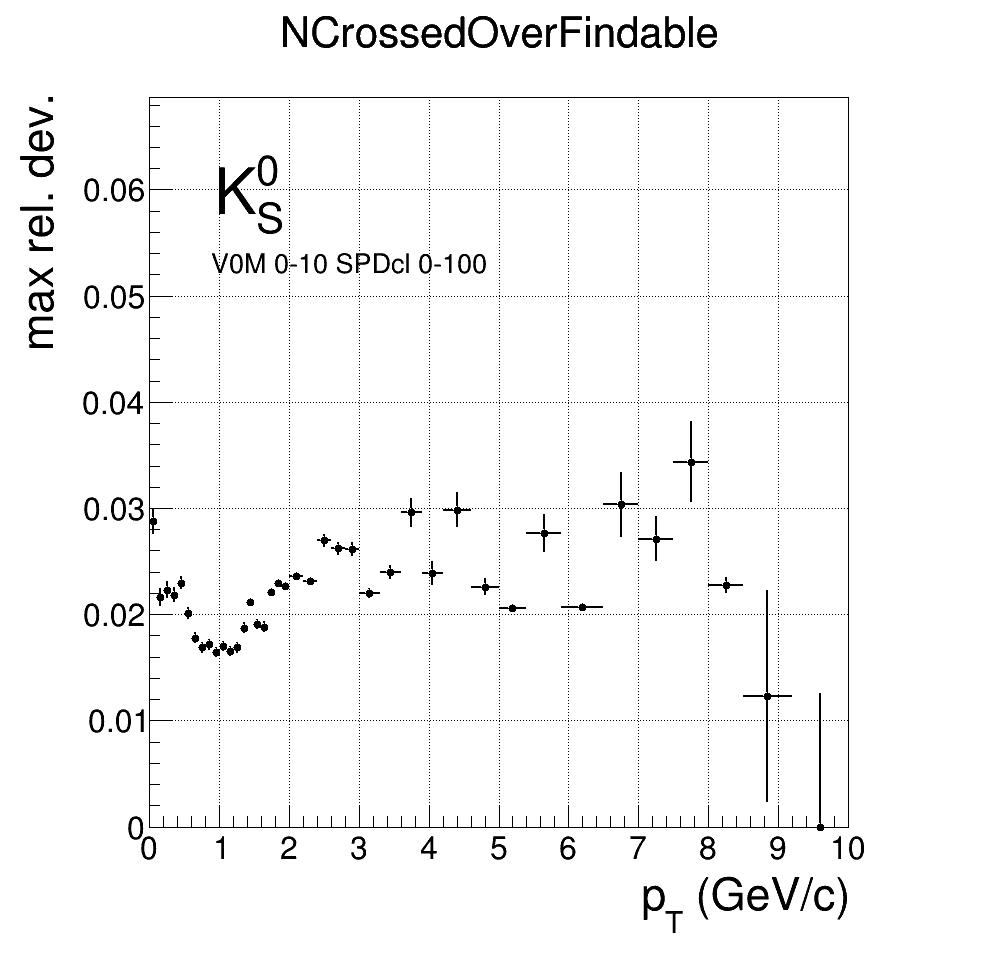 NCrossedOverFindable
max rel. dev.
0.06
0.05
0.04
0.03
0.02
0.01
0
K⁰S
V0M 0-10 SPDcl 0-100
0 1 2 3 4 5 6 7 8 9 10
pT (GeV/c)